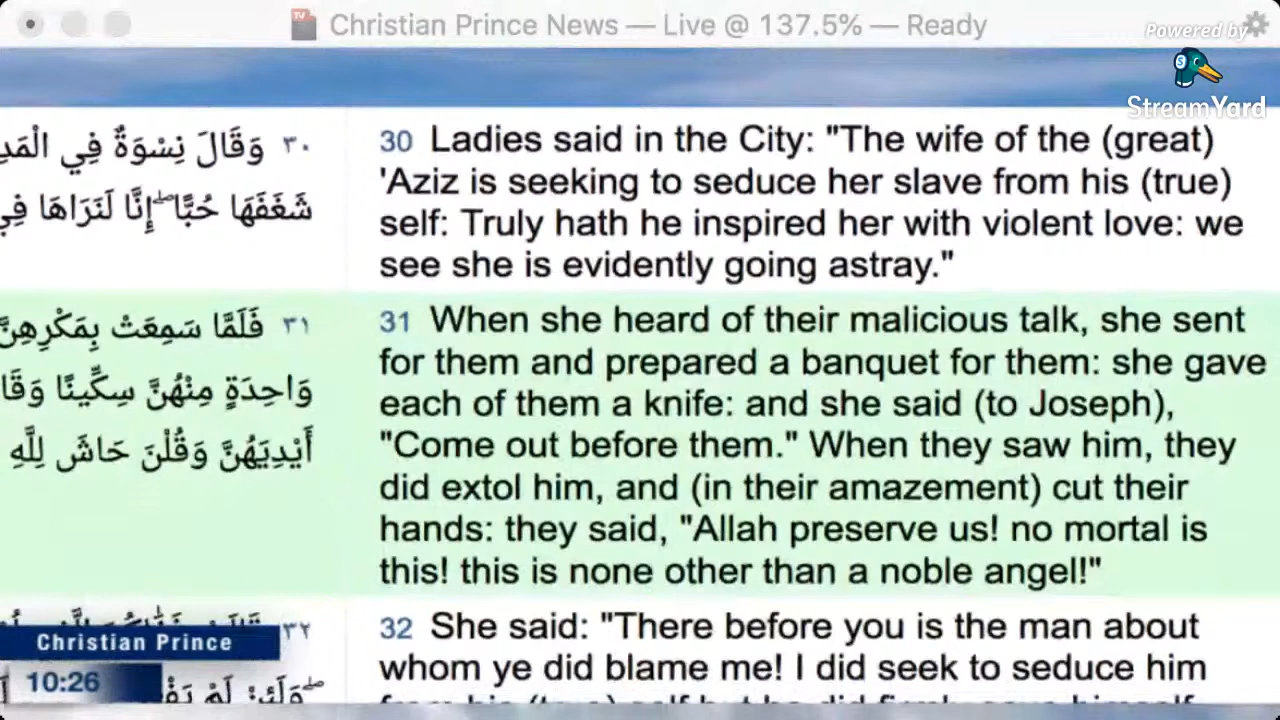 Christian Prince News — Live @ 137.5% — Ready
Powered by
StreamYard
٣٠ وَقَالَ نِسْوَةٌ فِي
شَغَفَهَا حُبًّا ۖ إِنَّا لَنَرَاهَا فِي
30 Ladies said in the City: "The wife of the (great)
'Aziz is seeking to seduce her slave from his (true)
self: Truly hath he inspired her with violent love: we
see she is evidently going astray."
٣١ فَلَمَّا سَمِعَتْ بِمَكْرِهِنَّ
وَاحِدَةٍ مِنْهُنَّ سِكِّينًا
أَيْدِيَهُنَّ وَقُلْنَ حَاشَ لِلَّهِ
31 When she heard of their malicious talk, she sent
for them and prepared a banquet for them: she gave
each of them a knife: and she said (to Joseph),
"Come out before them." When they saw him, they
did extol him, and (in their amazement) cut their
hands: they said, "Allah preserve us! no mortal is
this! this is none other than a noble angel!"
٣٢
32 She said: "There before you is the man about
whom ye did blame me! I did seek to seduce him
Christian Prince
10:26